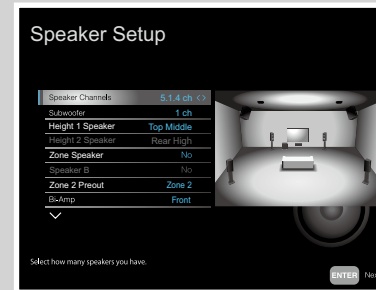 Speaker Setup
Speaker Channels 5.1.4 ch <>
Subwoofer 1 ch
Height 1 Speaker Top Middle
Height 2 Speaker Rear High
Zone Speaker No
Speaker B No
Zone 2 Preout Zone 2
Bi-Amp Front
Select how many speakers you have.
ENTER